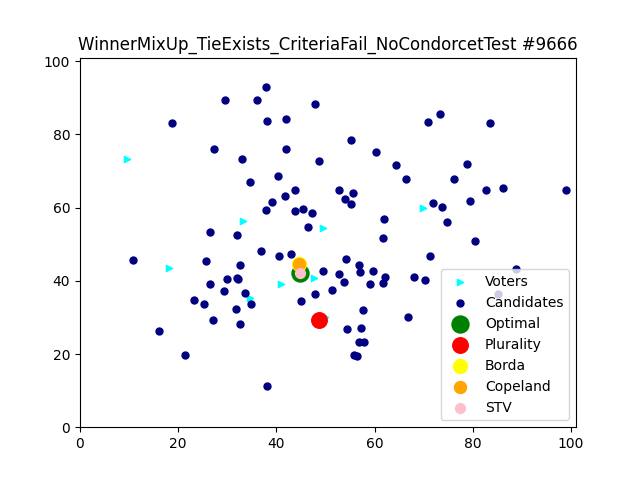 WinnerMixUp_TieExists_CriteriaFail_NoCondorcetTest #9666
100
80
60
40
20
0
0 20 40 60 80 100
Voters
Candidates
Optimal
Plurality
Borda
Copeland
STV